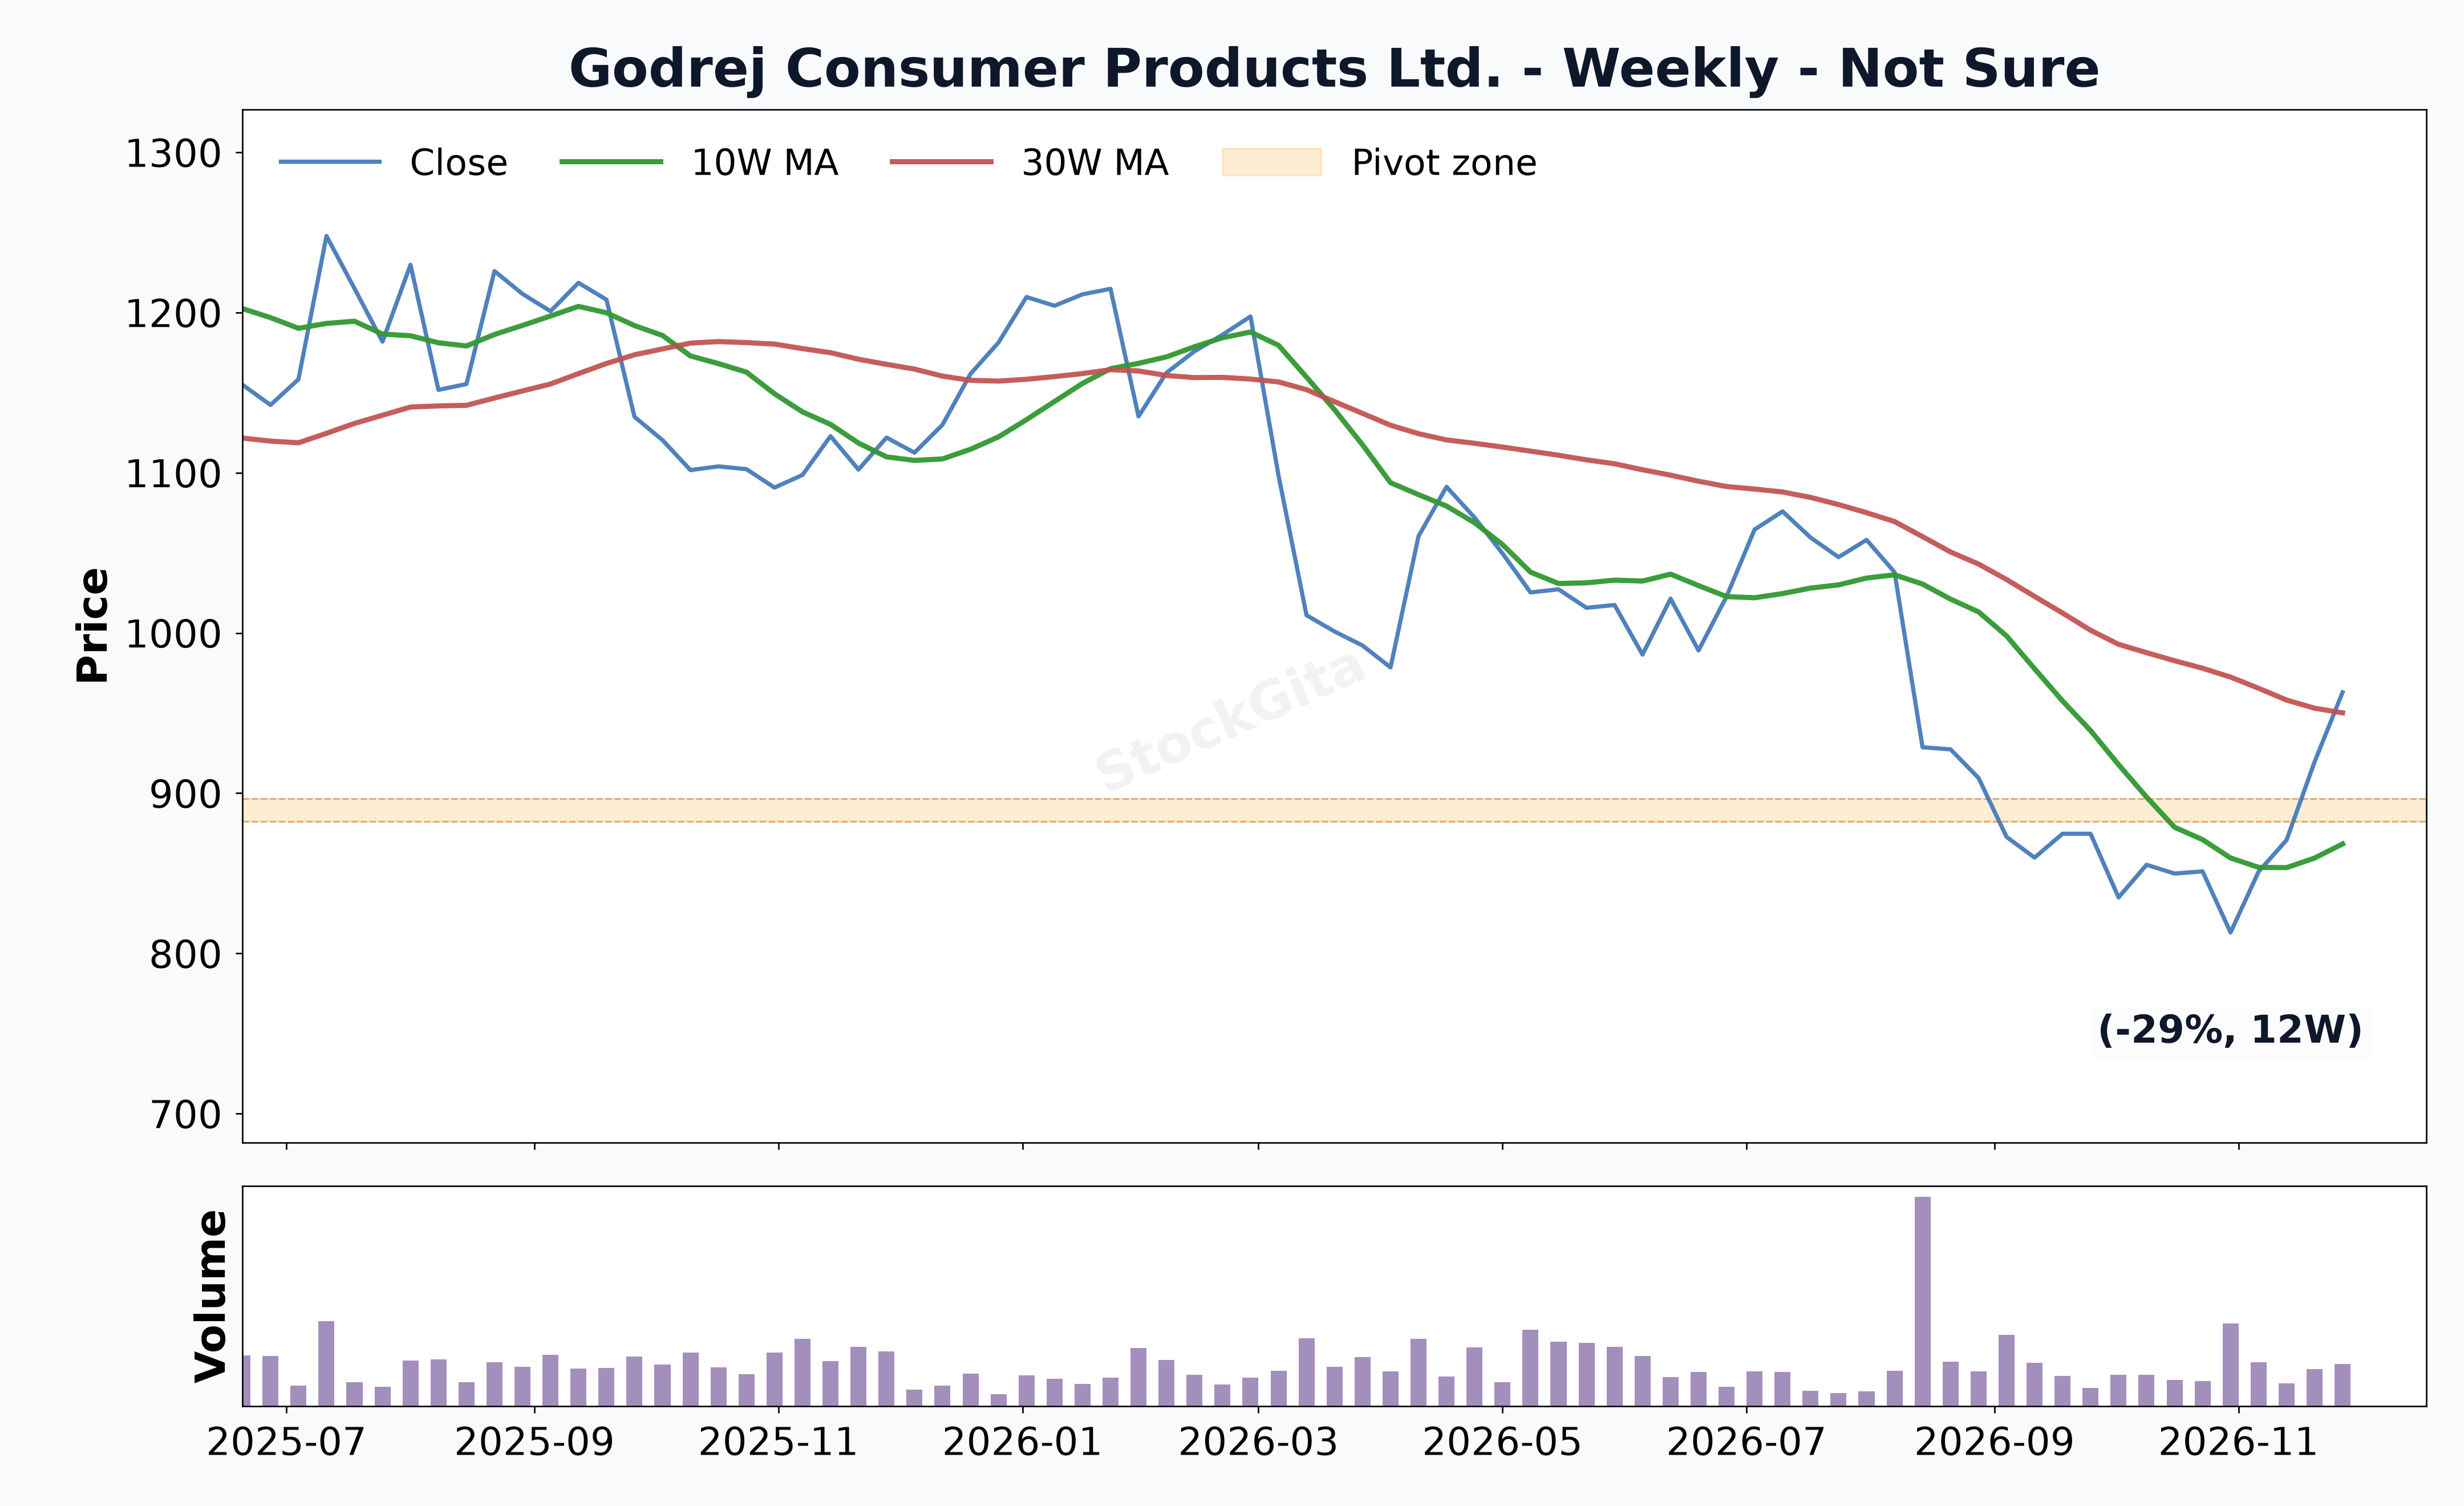 Godrej Consumer Products Ltd. - Weekly - Not Sure
Close 10W MA 30W MA Pivot zone
Price
1300
1200
1100
1000
900
800
700
StockGita
(-29%, 12W)
Volume
2025-07 2025-09 2025-11 2026-01 2026-03 2026-05 2026-07 2026-09 2026-11